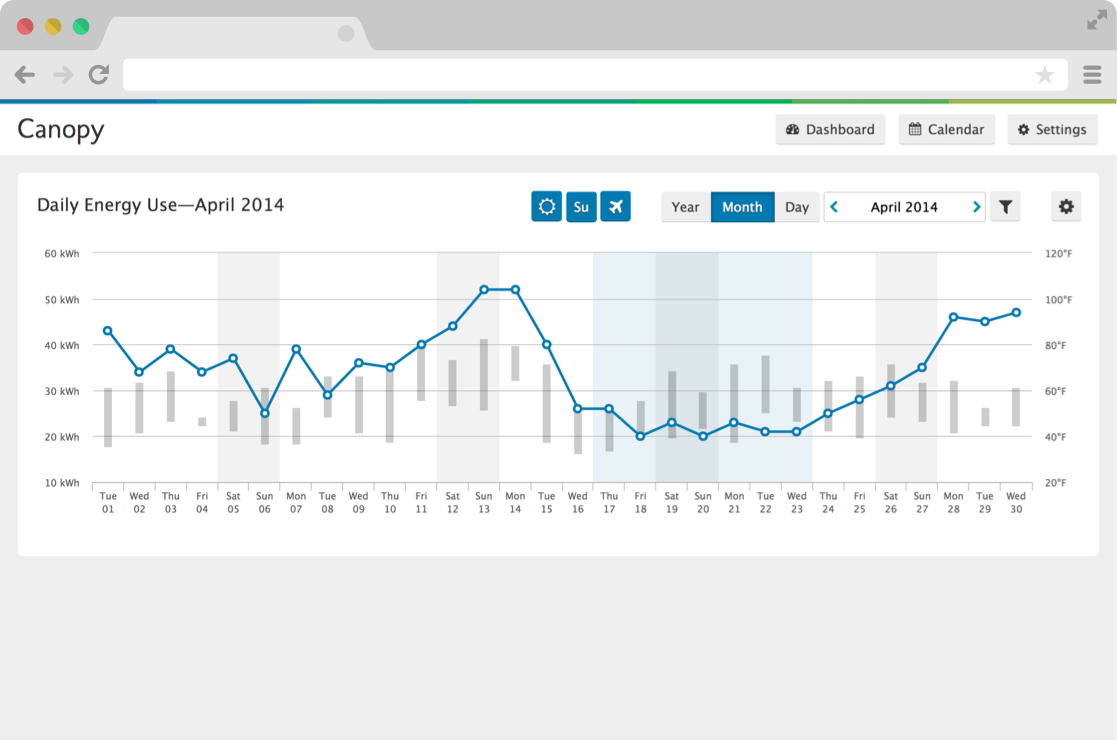 Canopy
Dashboard
Calendar
Settings
Daily Energy Use—April 2014
Su
Year
Month
Day
April 2014
60 kWh
120°F
50 kWh
100°F
40 kWh
80°F
30 kWh
60°F
20 kWh
40°F
10 kWh
20°F
Tue Wed Thu Fri Sat Sun Mon Tue Wed Thu Fri Sat Sun Mon Tue Wed Thu Fri Sat Sun Mon Tue Wed Thu Fri Sat Sun Mon Tue Wed
01 02 03 04 05 06 07 08 09 10 11 12 13 14 15 16 17 18 19 20 21 22 23 24 25 26 27 28 29 30